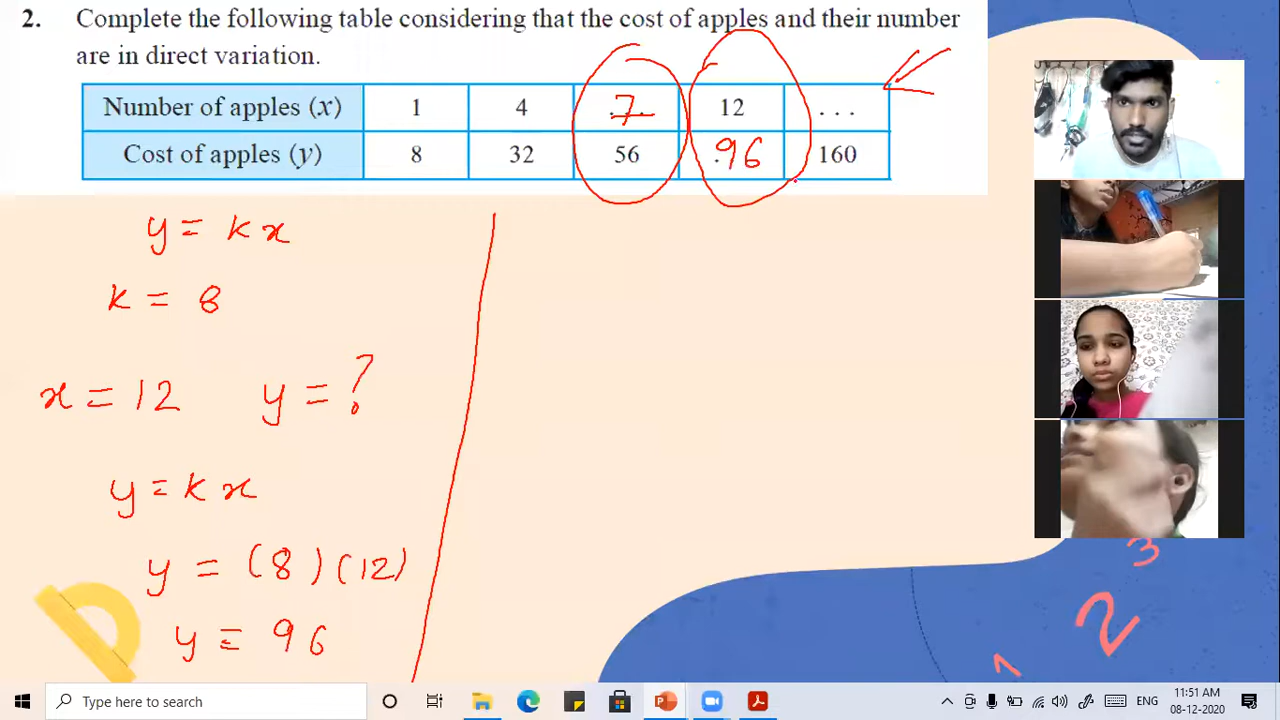 2. Complete the following table considering that the cost of apples and their number
are in direct variation.
Number of apples (x) 1 4 7 12 . . .
Cost of apples (y) 8 32 56 96 160
y = kx
k = 8
x = 12 y = ?
y = kx
y = (8)(12)
y = 96
3
2
1
Type here to search
ENG
11:51 AM
08-12-2020